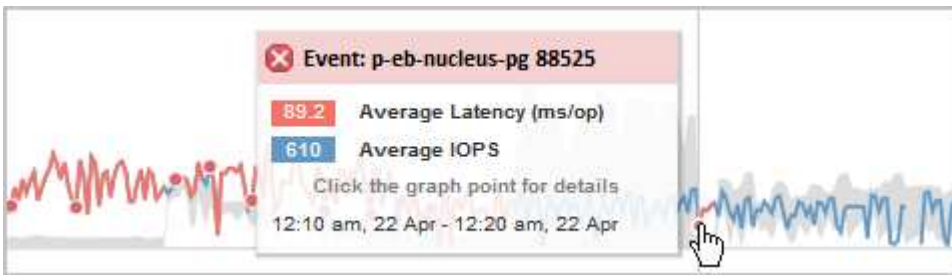 Event: p-eb-nucleus-pg 88525
89.2 Average Latency (ms/op)
610 Average IOPS
Click the graph point for details
12:10 am, 22 Apr - 12:20 am, 22 Apr